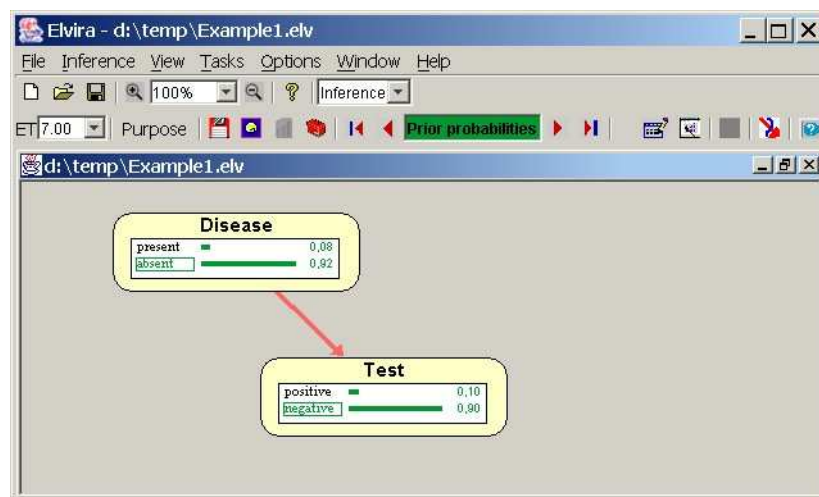 Elvira - d:\temp\Example1.elv
File Inference View Tasks Options Window Help
100% Inference
ET 7.00 Purpose Prior probabilities
d:\temp\Example1.elv
Disease
present 0,08
absent 0,92
Test
positive 0,10
negative 0,90